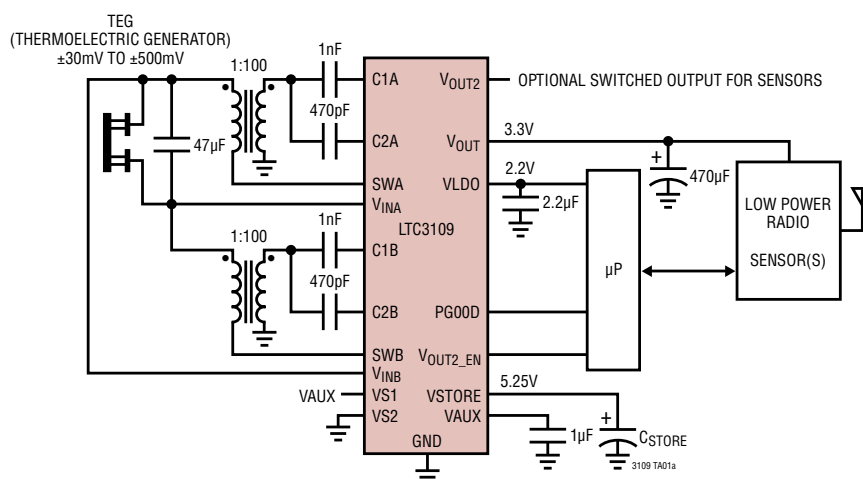 TEG
(THERMOELECTRIC GENERATOR)
±30mV TO ±500mV
1:100
1nF
470pF
47µF
C1A
C2A
SWA
VINA
LTC3109
1nF
1:100
470pF
C1B
C2B
SWB
VINB
VAUX
VS1
VS2
GND
VOUT2
OPTIONAL SWITCHED OUTPUT FOR SENSORS
VOUT
3.3V
VLDO
2.2V
2.2µF
+
470µF
µP
LOW POWER
RADIO
SENSOR(S)
PG00D
VOUT2_EN
VSTORE
5.25V
VAUX
1µF
+
CSTORE
3109 TA01a